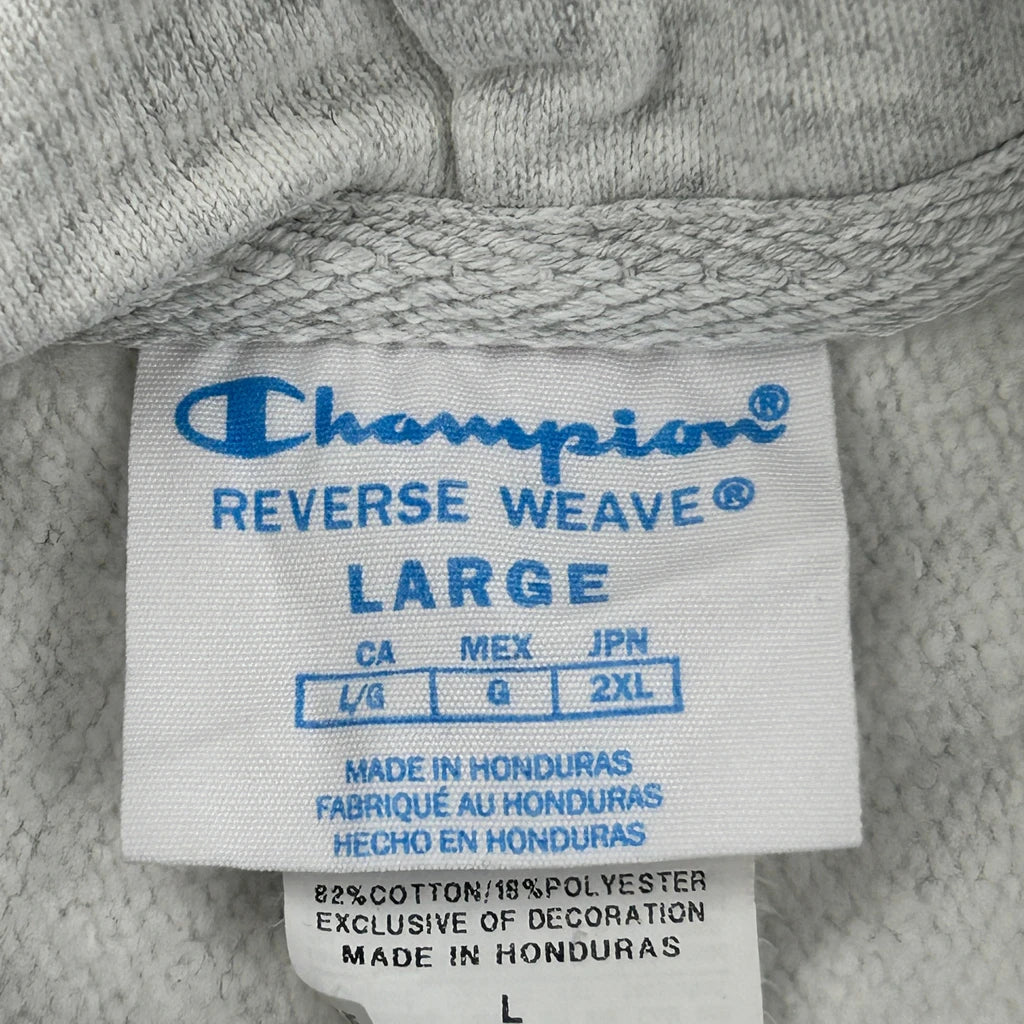 Champion®
REVERSE WEAVE®
LARGE
CA MEX JPN
L/G G 2XL
MADE IN HONDURAS
FABRIQUÉ AU HONDURAS
HECHO EN HONDURAS
82%COTTON/18%POLYESTER
EXCLUSIVE OF DECORATION
MADE IN HONDURAS
L